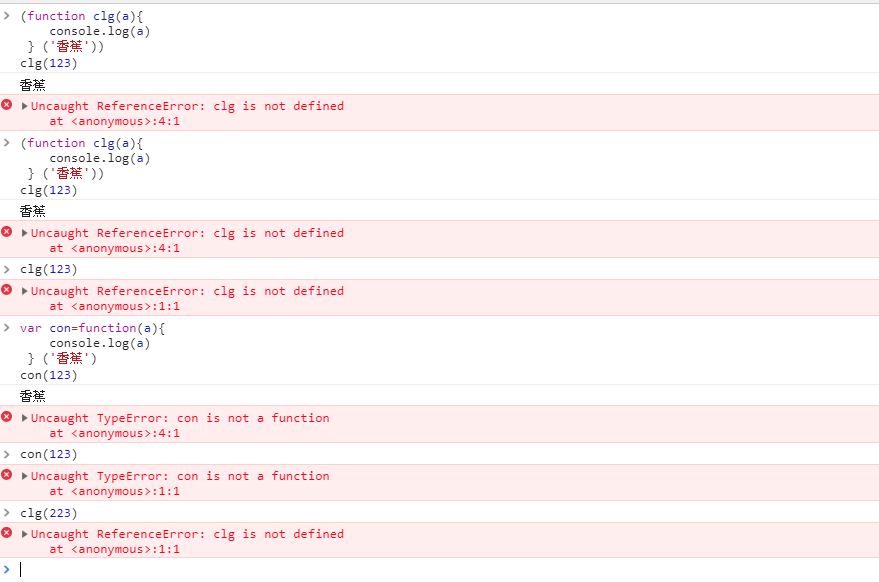 (function clg(a){
    console.log(a)
 } ('香蕉'))
clg(123)
香蕉
Uncaught ReferenceError: clg is not defined
    at <anonymous>:4:1
(function clg(a){
    console.log(a)
 } ('香蕉'))
clg(123)
香蕉
Uncaught ReferenceError: clg is not defined
    at <anonymous>:4:1
clg(123)
Uncaught ReferenceError: clg is not defined
    at <anonymous>:1:1
var con=function(a){
    console.log(a)
 } ('香蕉')
con(123)
香蕉
Uncaught TypeError: con is not a function
    at <anonymous>:4:1
con(123)
Uncaught TypeError: con is not a function
    at <anonymous>:1:1
clg(223)
Uncaught ReferenceError: clg is not defined
    at <anonymous>:1:1